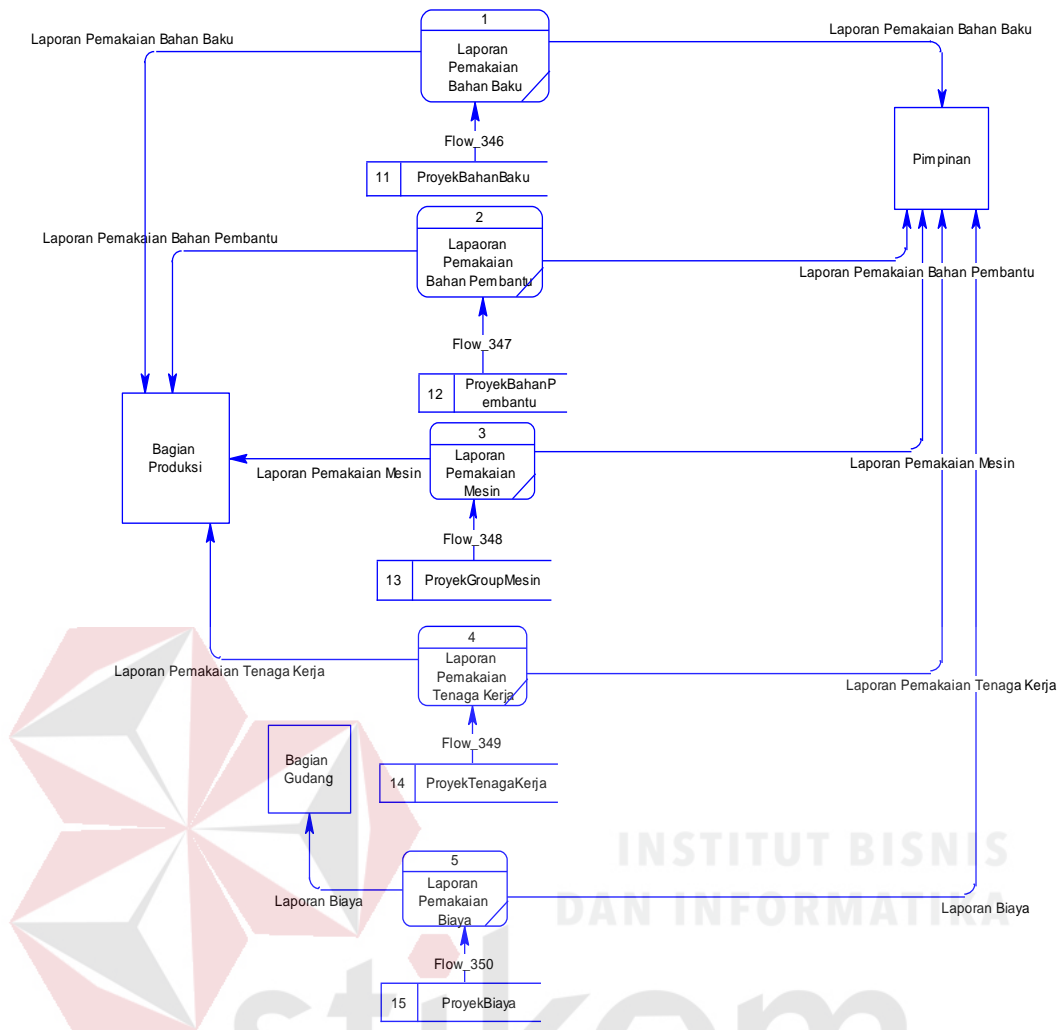 1
Laporan Pemakaian Bahan Baku
Laporan Pemakaian Bahan Baku
Laporan
Pemakaian
Bahan Baku
Flow_346
Pimpinan
11 ProyekBahanBaku
2
Laporan Pemakaian Bahan Pembantu
Lapaoran
Pemakaian
Bahan Pembantu
Laporan Pemakaian Bahan Pembantu
Flow_347
12
ProyekBahanP
embantu
3
Bagian
Produksi
Laporan
Pemakaian
Mesin
Laporan Pemakaian Mesin
Laporan Pemakaian Mesin
Flow_348
13 ProyekGroupMesin
4
Laporan
Pemakaian
Tenaga Kerja
Laporan Pemakaian Tenaga Kerja
Laporan Pemakaian Tenaga Kerja
Flow_349
Bagian
Gudang
14 ProyekTenagaKerja
INSTITUT BISNIS
DAN INFORMATIKA
5
Laporan
Pemakaian
Biaya
Laporan Biaya
Laporan Biaya
Flow_350
15 ProyekBiaya
stikom